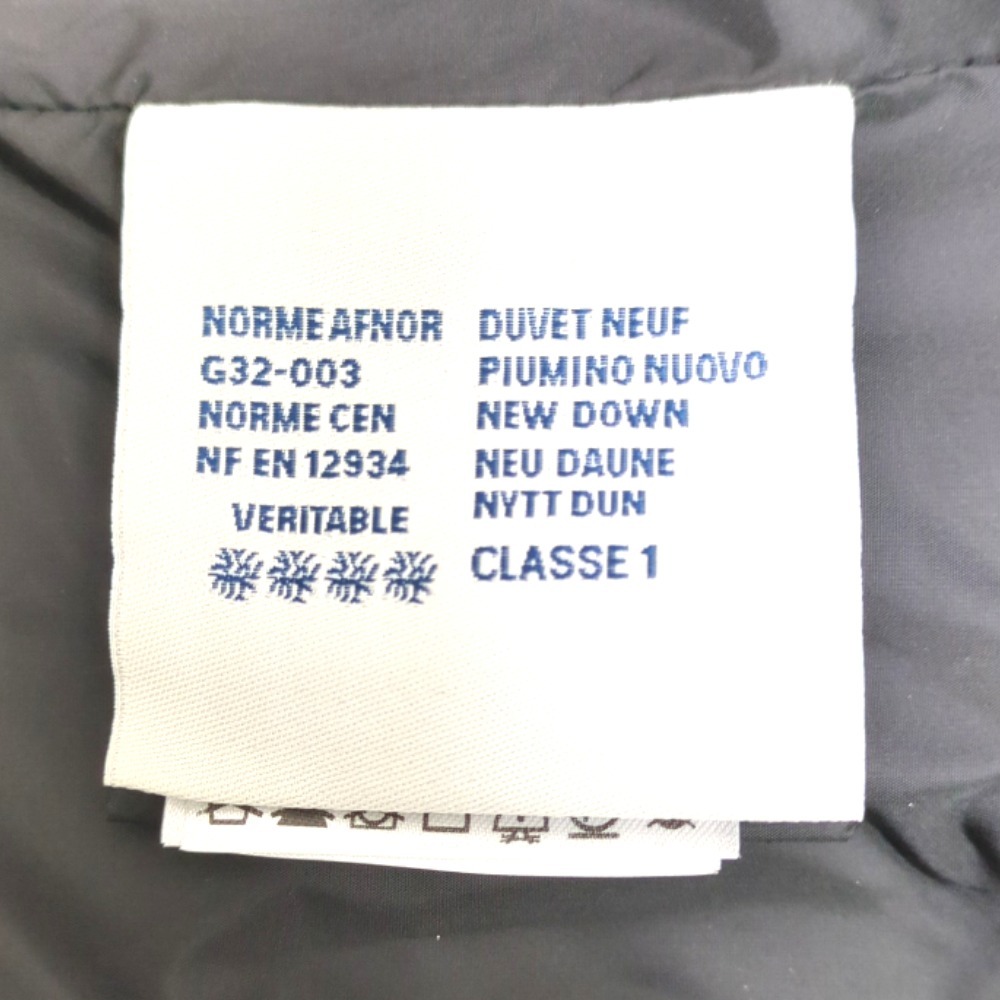 NORME AFNOR
G32-003
NORME CEN
NF EN 12934
VERITABLE
DUVET NEUF
PIUMINO NUOVO
NEW DOWN
NEU DAUNE
NYTT DUN
CLASSE 1